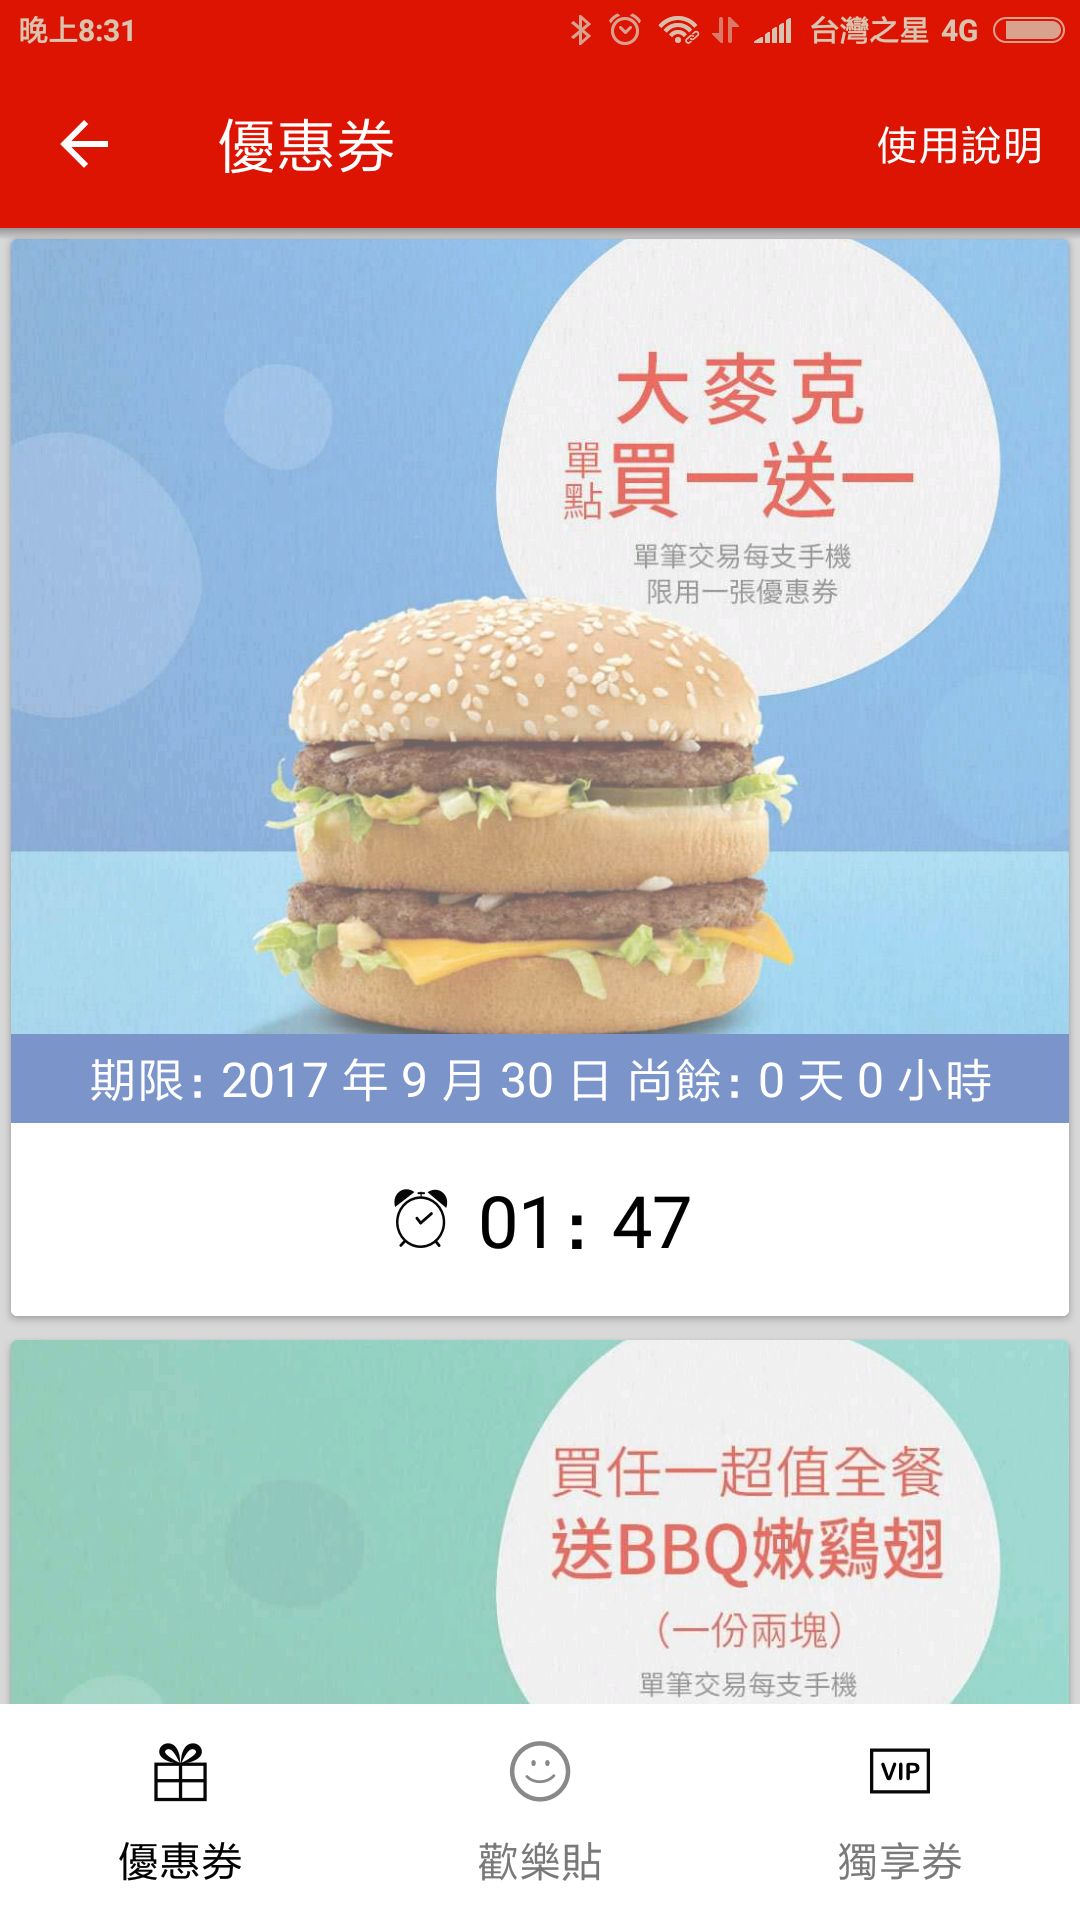 晚上8:31
台灣之星 4G
優惠券
使用說明
大麥克
單點 買一送一
單筆交易每支手機
限用一張優惠券
期限: 2017 年 9 月 30 日 尚餘: 0 天 0 小時
01: 47
買任一超值全餐
送BBQ嫩鷄翅
(一份兩塊)
單筆交易每支手機
VIP
優惠券
歡樂貼
獨享券